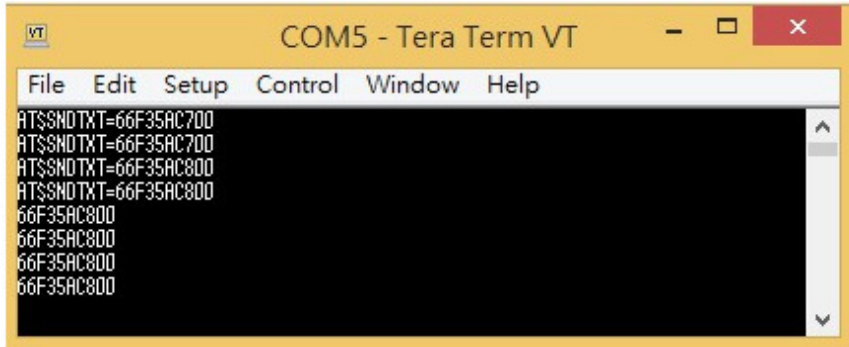 COM5 - Tera Term VT
File Edit Setup Control Window Help
AT$SNDTXT=66F35AC700
AT$SNDTXT=66F35AC700
AT$SNDTXT=66F35AC800
AT$SNDTXT=66F35AC800
66F35AC800
66F35AC800
66F35AC800
66F35AC800